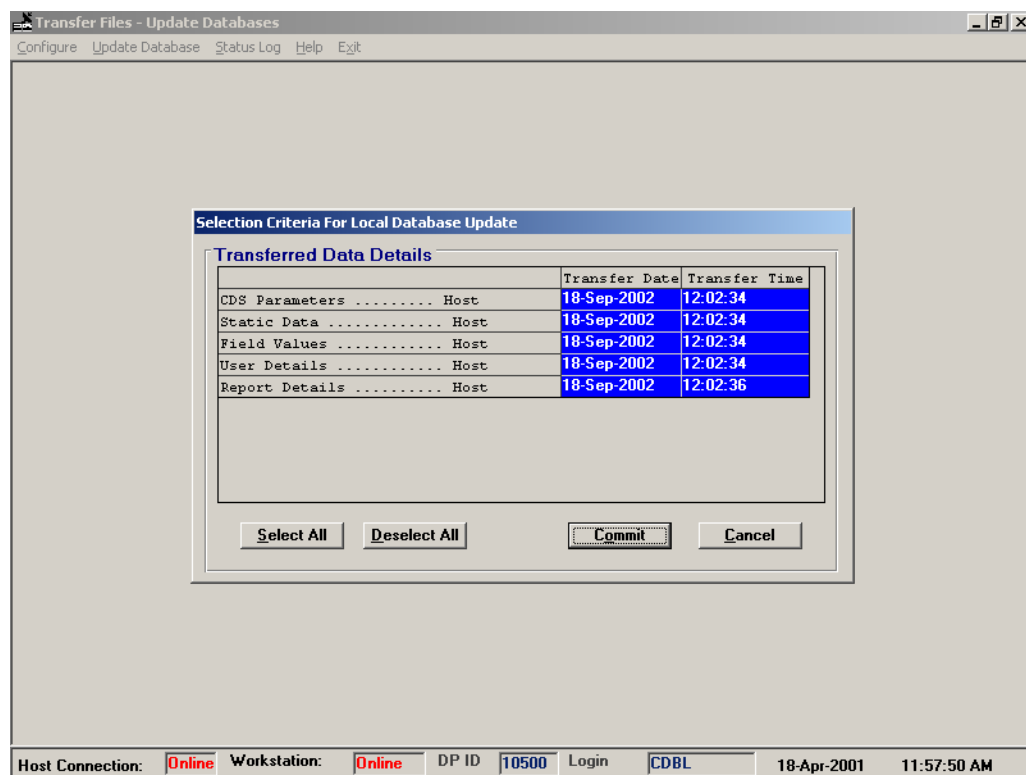 Transfer Files - Update Databases
Configure Update Database Status Log Help Exit
Selection Criteria For Local Database Update
Transferred Data Details
Transfer Date Transfer Time
CDS Parameters ......... Host 18-Sep-2002 12:02:34
Static Data ............. Host 18-Sep-2002 12:02:34
Field Values ............ Host 18-Sep-2002 12:02:34
User Details ............ Host 18-Sep-2002 12:02:34
Report Details .......... Host 18-Sep-2002 12:02:36
Select All Deselect All Commit Cancel
Host Connection: Online Workstation: Online DP ID 10500 Login CDBL 18-Apr-2001 11:57:50 AM